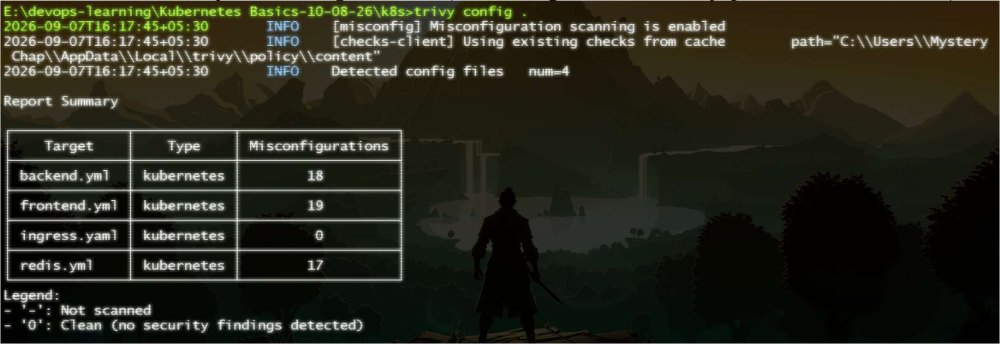 E:\devops-learning\Kubernetes Basics-10-08-26\k8s>trivy config .
2026-09-07T16:17:45+05:30 INFO [misconfig] Misconfiguration scanning is enabled
2026-09-07T16:17:45+05:30 INFO [checks-client] Using existing checks from cache path="C:\\Users\\Mystery
Chap\\AppData\\Local\\trivy\\policy\\content"
2026-09-07T16:17:45+05:30 INFO Detected config files num=4
Report Summary
Target Type Misconfigurations
backend.yml kubernetes 18
frontend.yml kubernetes 19
ingress.yaml kubernetes 0
redis.yml kubernetes 17
Legend:
- '-': Not scanned
- '0': Clean (no security findings detected)